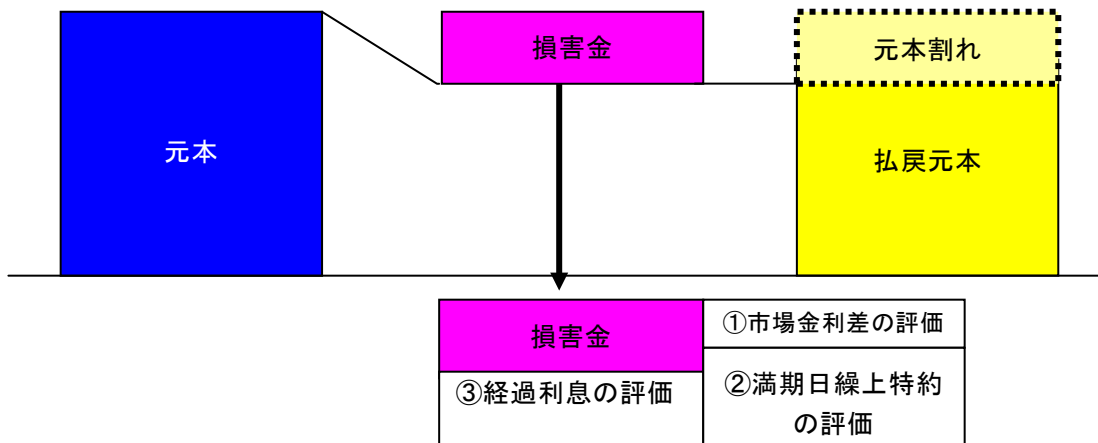 損害金
元本割れ
元本
払戻元本
損害金
①市場金利差の評価
③経過利息の評価
②満期日繰上特約
の評価